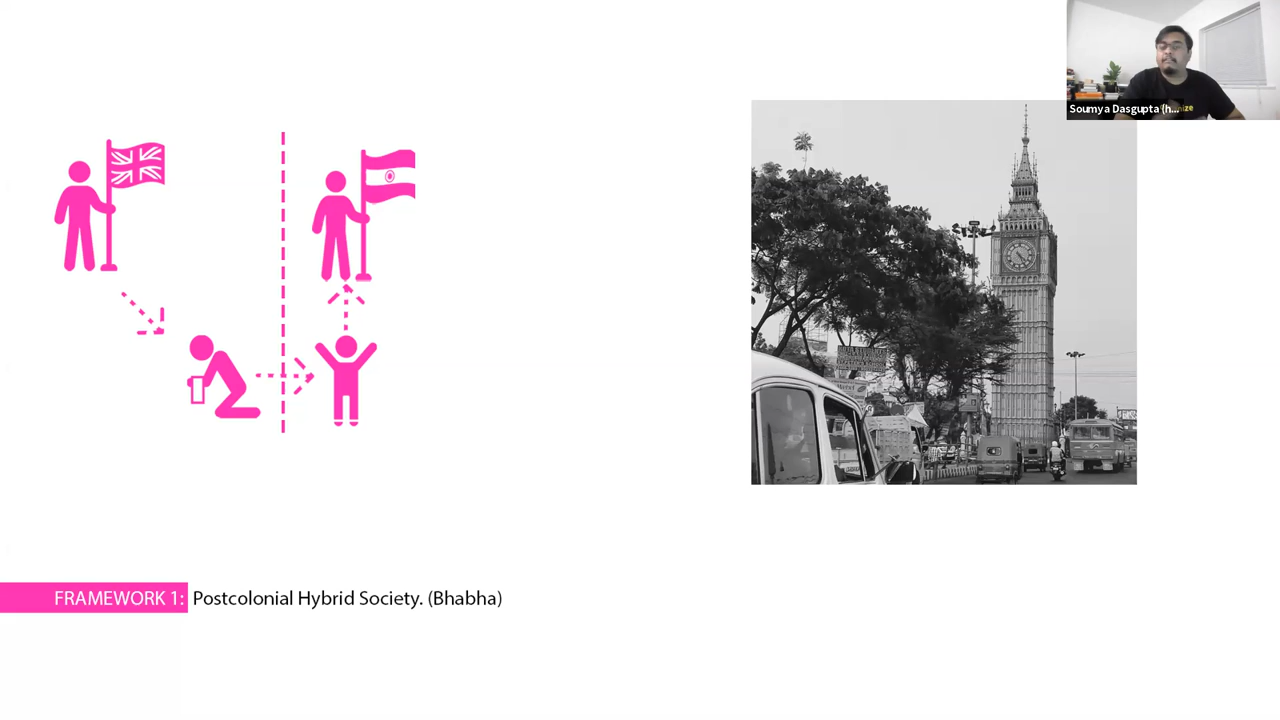 Soumya Dasgupta (h...
FRAMEWORK 1: Postcolonial Hybrid Society. (Bhabha)